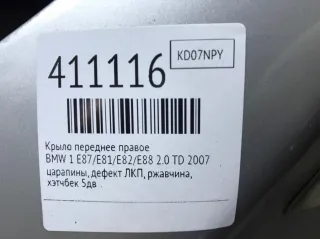 KD07NPY
411116
Крыло переднее правое
BMW 1 E87/E81/E82/E88 2.0 TD 2007
царапины, дефект ЛКП, ржавчина,
хэтчбек 5дв